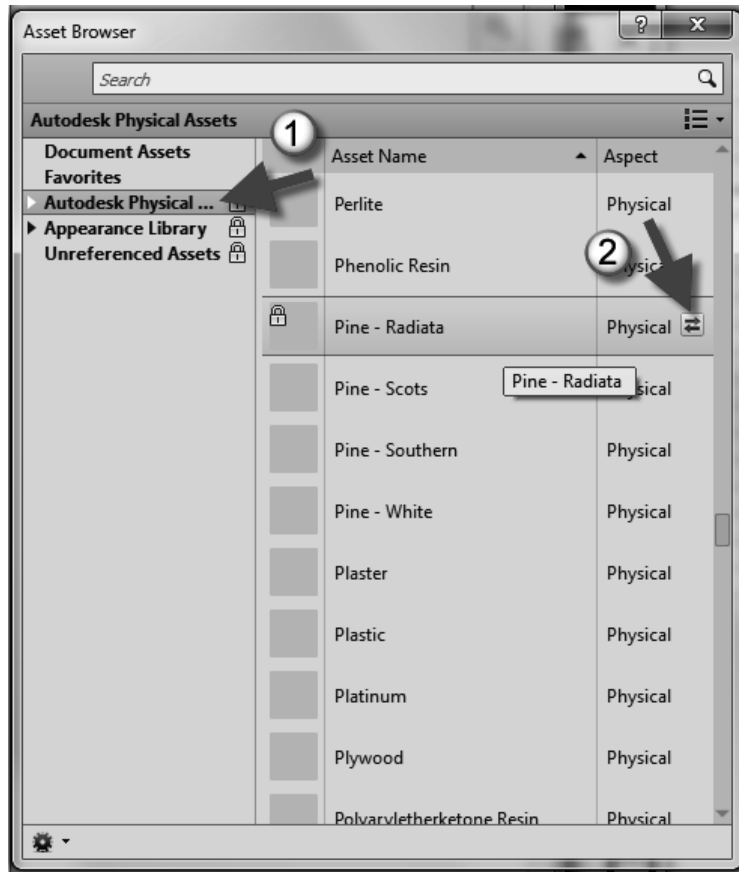 Asset Browser
?
X
Search
Autodesk Physical Assets
Document Assets
Favorites
Autodesk Physical ...
Appearance Library
Unreferenced Assets
1
Asset Name
Aspect
Perlite
Physical
Phenolic Resin
2
Pine - Radiata
Physical
Pine - Radiata
Pine - Scots
Pine - Southern
Physical
Pine - White
Physical
Plaster
Physical
Plastic
Physical
Platinum
Physical
Plywood
Physical
Polyaryletherketone Resin
Physical